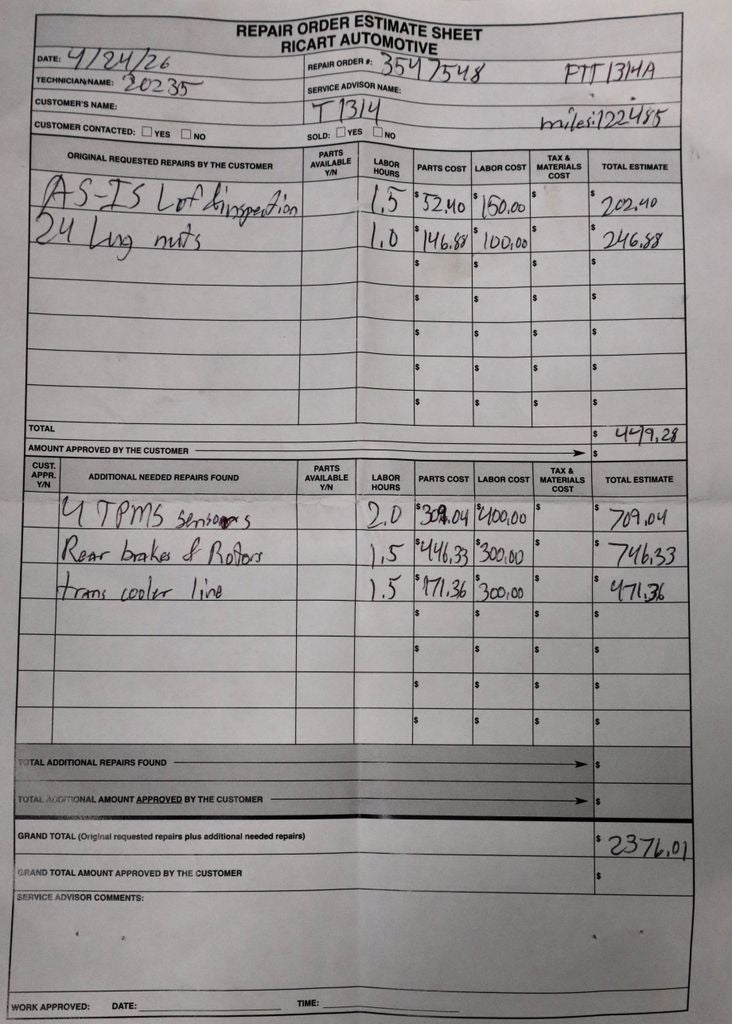 REPAIR ORDER ESTIMATE SHEET
RICART AUTOMOTIVE
DATE: 4/24/26 REPAIR ORDER #: 3547548 PTT1314A
TECHNICIAN NAME: 20235 SERVICE ADVISOR NAME:
CUSTOMER'S NAME: T1314 miles:122485
CUSTOMER CONTACTED: YES NO SOLD: YES NO
ORIGINAL REQUESTED REPAIRS BY THE CUSTOMER PARTS AVAILABLE Y/N LABOR HOURS PARTS COST LABOR COST TAX & MATERIALS COST TOTAL ESTIMATE
AS-IS Lof & inspection 1.5 $52.40 $150.00 $ $202.40
24 Lug nuts 1.0 $146.88 $100.00 $ $246.88
$ $ $ $
$ $ $ $
$ $ $ $
$ $ $ $
$ $ $ $
TOTAL $ 449.28
AMOUNT APPROVED BY THE CUSTOMER $
CUST. APPR. Y/N ADDITIONAL NEEDED REPAIRS FOUND PARTS AVAILABLE Y/N LABOR HOURS PARTS COST LABOR COST TAX & MATERIALS COST TOTAL ESTIMATE
4 TPMS sensors 2.0 $309.04 $400.00 $ $709.04
Rear brakes & Rotors 1.5 $446.33 $300.00 $ $746.33
trans cooler line 1.5 $171.36 $300.00 $ $471.36
$ $ $ $
$ $ $ $
$ $ $ $
$ $ $ $
TOTAL ADDITIONAL REPAIRS FOUND $
TOTAL ADDITIONAL AMOUNT APPROVED BY THE CUSTOMER $
GRAND TOTAL (Original requested repairs plus additional needed repairs) $ 2376.01
GRAND TOTAL AMOUNT APPROVED BY THE CUSTOMER $
SERVICE ADVISOR COMMENTS:
WORK APPROVED: DATE: TIME: